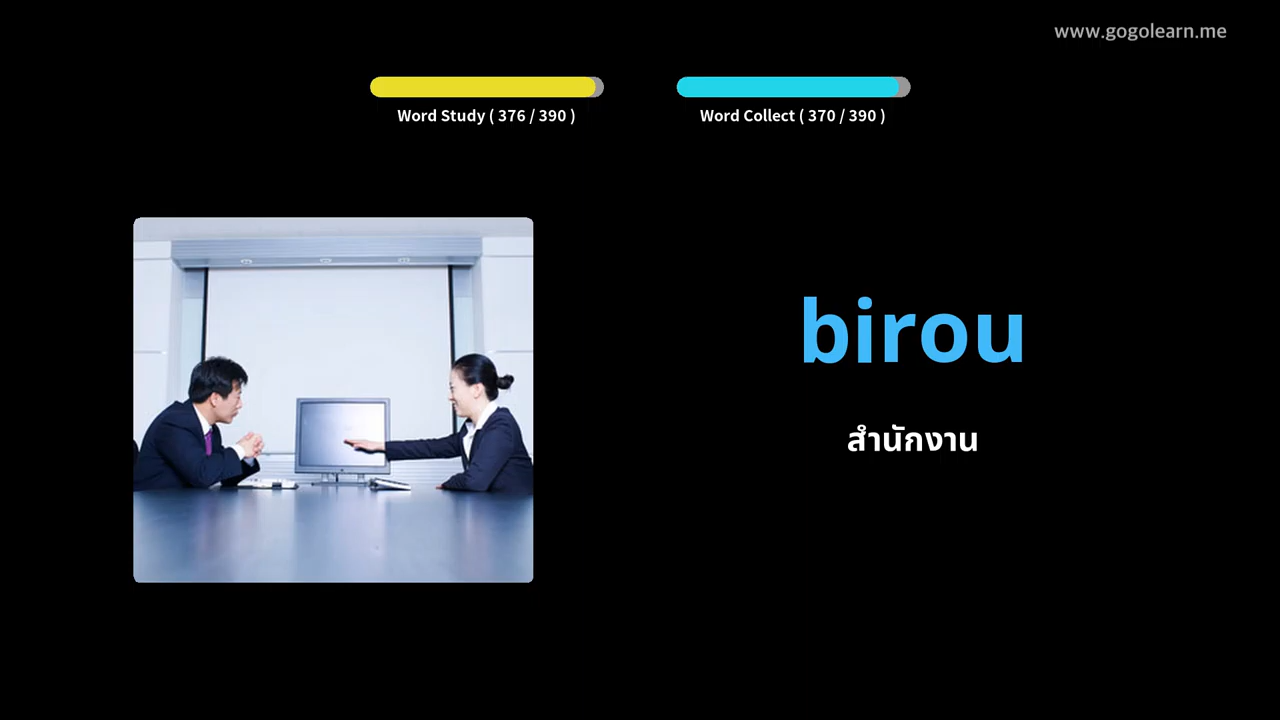 www.gogolearn.me
Word Study ( 376 / 390 )
Word Collect ( 370 / 390 )
birou
สำนักงาน